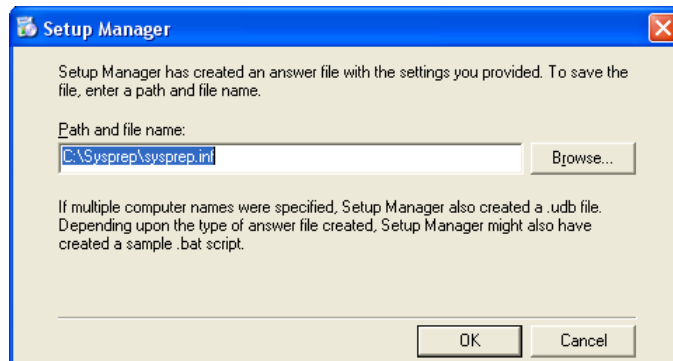 Setup Manager
Setup Manager has created an answer file with the settings you provided. To save the
file, enter a path and file name.
Path and file name:
C:\Sysprep\sysprep.inf
Browse...
If multiple computer names were specified, Setup Manager also created a .udb file.
Depending upon the type of answer file created, Setup Manager might also have
created a sample .bat script.
OK
Cancel